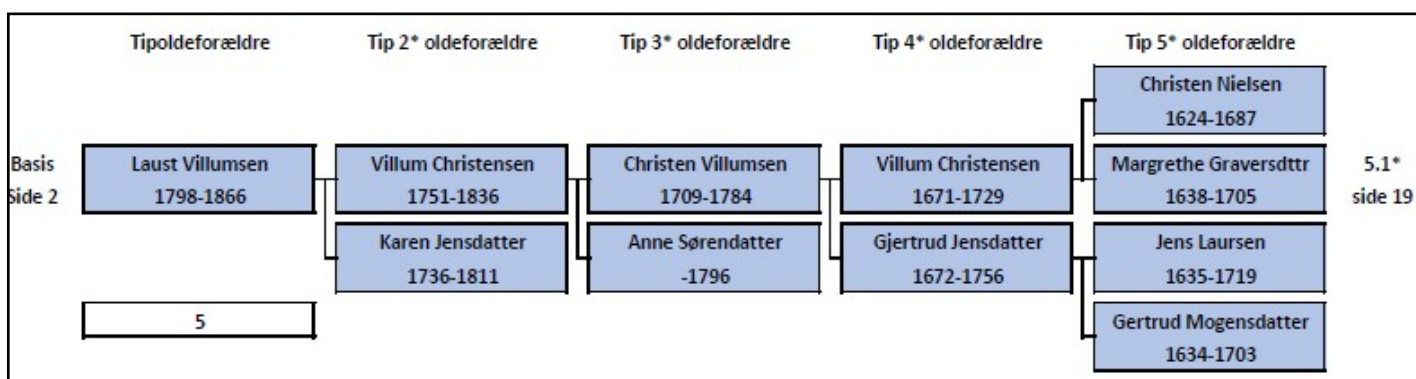 Tipoldeforældre Tip 2* oldeforældre Tip 3* oldeforældre Tip 4* oldeforældre Tip 5* oldeforældre
Christen Nielsen
1624-1687
Basis Laust Villumsen Villum Christensen Christen Villumsen Villum Christensen Margrethe Graversdttr 5.1*
Side 2 1798-1866 1751-1836 1709-1784 1671-1729 1638-1705 side 19
Karen Jensdatter Anne Sørendatter Gjertrud Jensdatter Jens Laursen
1736-1811 -1796 1672-1756 1635-1719
5 Gertrud Mogensdatter
1634-1703